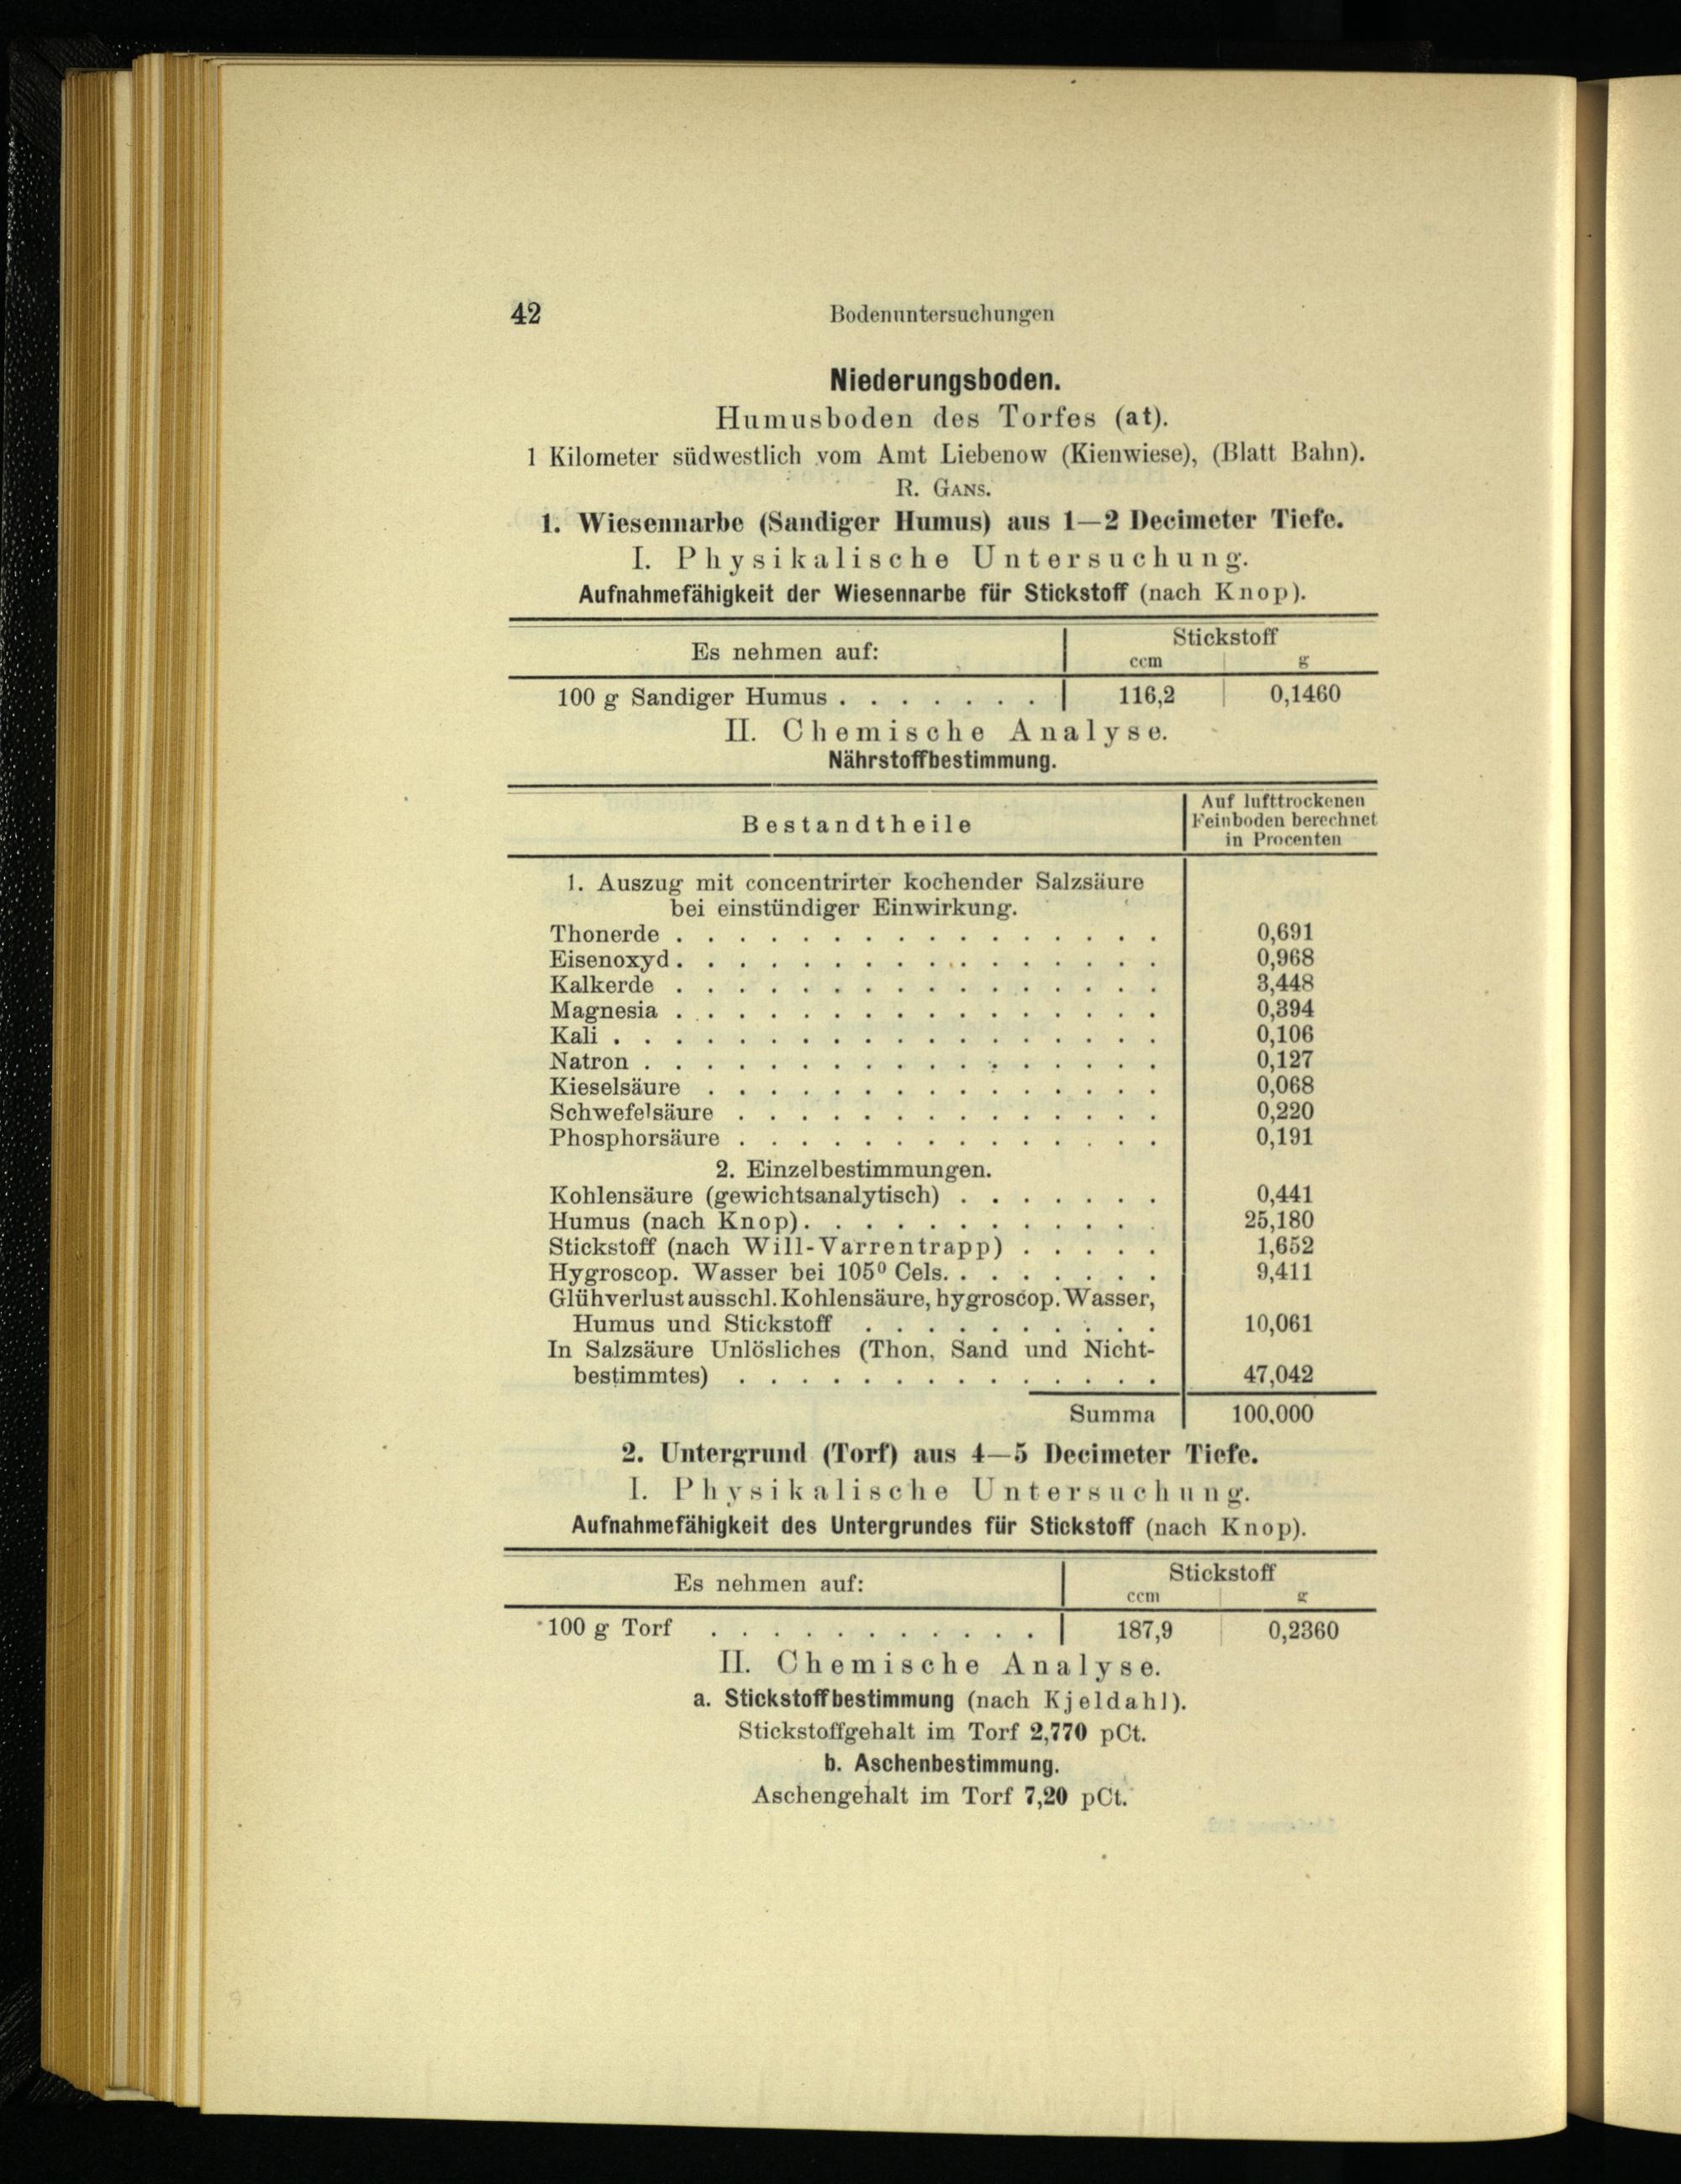 42
Bodenuntersuchungen
Niederungsboden.
Humusboden des Torfes (at).
1 Kilometer südwestlich vom Amt Liebenow (Kienwiese), (Blatt Bahn).
R. GANS.
1. Wiesennarbe (Sandiger Humus) aus 1—2 Decimeter Tiefe.
I. Physikalische Untersuchung.
Aufnahmefähigkeit der Wiesennarbe für Stickstoff (nach Knop).
Es nehmen auf:
Stickstoff
ccm g
100 g Sandiger Humus . . . . . . . 116,2 0,1460
II. Chemische Analyse.
Nährstoffbestimmung.
Bestandtheile
Auf lufttrockenen
Feinboden berechnet
in Procenten
1. Auszug mit concentrirter kochender Salzsäure
bei einstündiger Einwirkung.
Thonerde . . . . . . . . . . . . . . . . 0,691
Eisenoxyd . . . . . . . . . . . . . . . . 0,968
Kalkerde . . . . . . . . . . . . . . . . 3,448
Magnesia . . . . . . . . . . . . . . . . 0,394
Kali . . . . . . . . . . . . . . . . . . 0,106
Natron . . . . . . . . . . . . . . . . . 0,127
Kieselsäure . . . . . . . . . . . . . . . 0,068
Schwefelsäure . . . . . . . . . . . . . . 0,220
Phosphorsäure . . . . . . . . . . . . . . 0,191
2. Einzelbestimmungen.
Kohlensäure (gewichtsanalytisch) . . . . . . . 0,441
Humus (nach Knop) . . . . . . . . . . . 25,180
Stickstoff (nach Will-Varrentrapp) . . . . . 1,652
Hygroscop. Wasser bei 105⁰ Cels. . . . . . . . 9,411
Glühverlust ausschl. Kohlensäure, hygroscop. Wasser,
Humus und Stickstoff . . . . . . . . . . 10,061
In Salzsäure Unlösliches (Thon, Sand und Nicht-
bestimmtes) . . . . . . . . . . . . . . 47,042
Summa 100,000
2. Untergrund (Torf) aus 4—5 Decimeter Tiefe.
I. Physikalische Untersuchung.
Aufnahmefähigkeit des Untergrundes für Stickstoff (nach Knop).
Es nehmen auf:
Stickstoff
ccm g
100 g Torf . . . . . . . . . . . 187,9 0,2360
II. Chemische Analyse.
a. Stickstoffbestimmung (nach Kjeldahl).
Stickstoffgehalt im Torf 2,770 pCt.
b. Aschenbestimmung.
Aschengehalt im Torf 7,20 pCt.